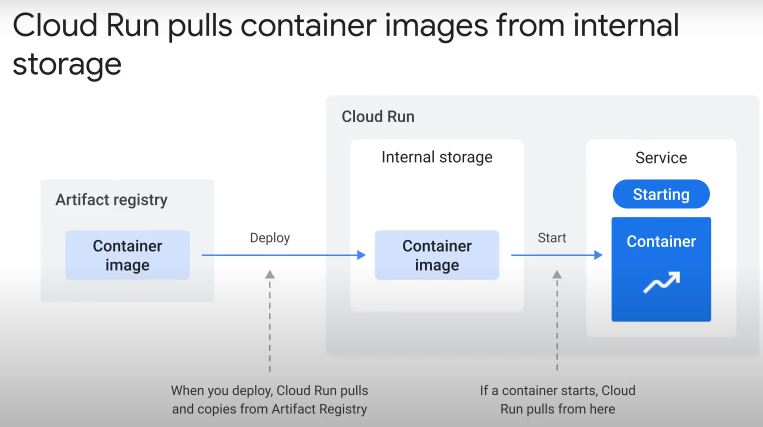 Cloud Run pulls container images from internal
storage
Cloud Run
Internal storage
Service
Artifact registry
Starting
Container
image
Deploy
Container
image
Start
Container
When you deploy, Cloud Run pulls
and copies from Artifact Registry
If a container starts, Cloud
Run pulls from here